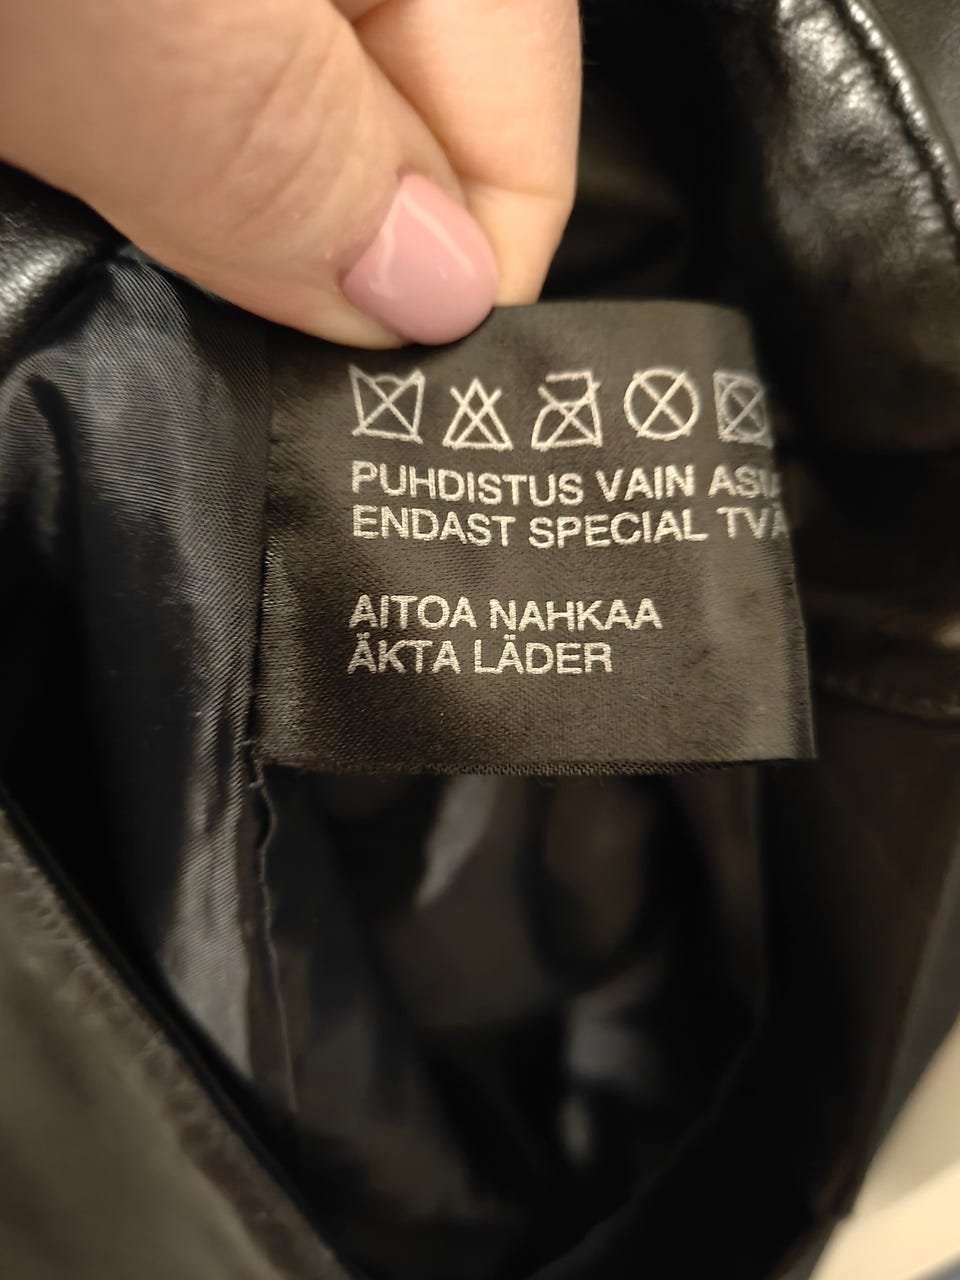 PUHDISTUS VAIN
ENDAST SPECIAL
AITOA NAHKAA
ÄKTA LÄDER